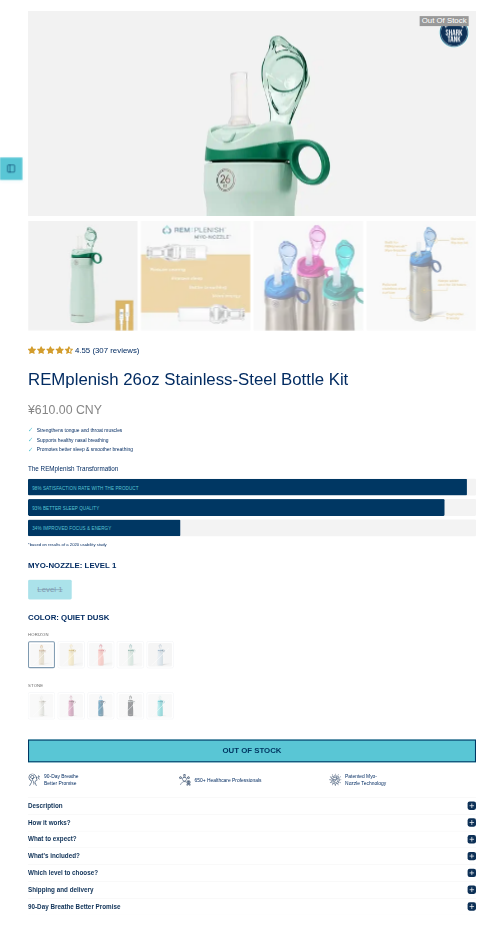 Out Of Stock
SHARK
TANK
26
REMPLENISH
MYO-NOZZLE
4.55 (307 reviews)
REMplenish 26oz Stainless-Steel Bottle Kit
¥610.00 CNY
✓ Strengthens tongue and throat muscles
✓ Supports healthy nasal breathing
✓ Promotes better sleep & smoother breathing
The REMplenish Transformation
98% SATISFACTION RATE WITH THE PRODUCT
93% BETTER SLEEP QUALITY
34% IMPROVED FOCUS & ENERGY
*based on results of a 2025 usability study
MYO-NOZZLE: LEVEL 1
Level 1
COLOR: QUIET DUSK
HORIZON
STONE
OUT OF STOCK
90-Day Breathe
Better Promise
650+ Healthcare Professionals
Patented Myo-
Nozzle Technology
Description
How it works?
What to expect?
What's included?
Which level to choose?
Shipping and delivery
90-Day Breathe Better Promise